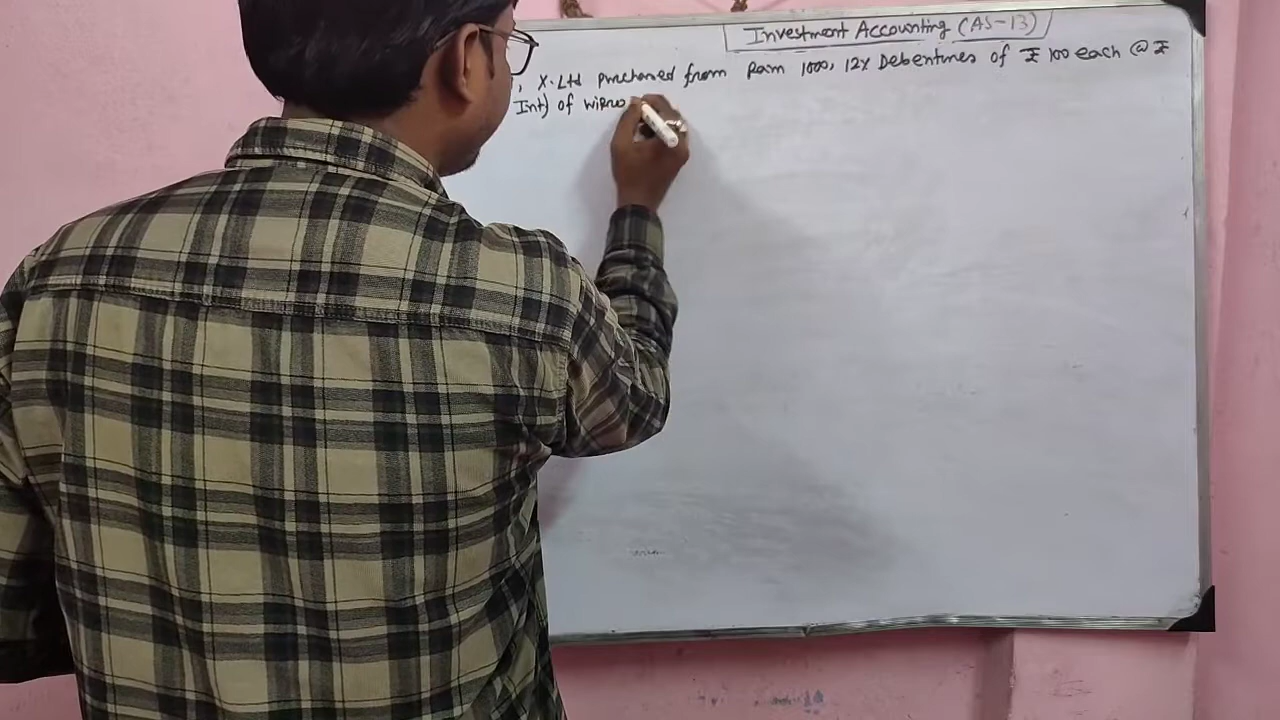 Investment Accounting (AS-13)
, X. Ltd purchased from Ram 1000, 12% Debentures of ₹ 100 each @ ₹
Int) of wipro